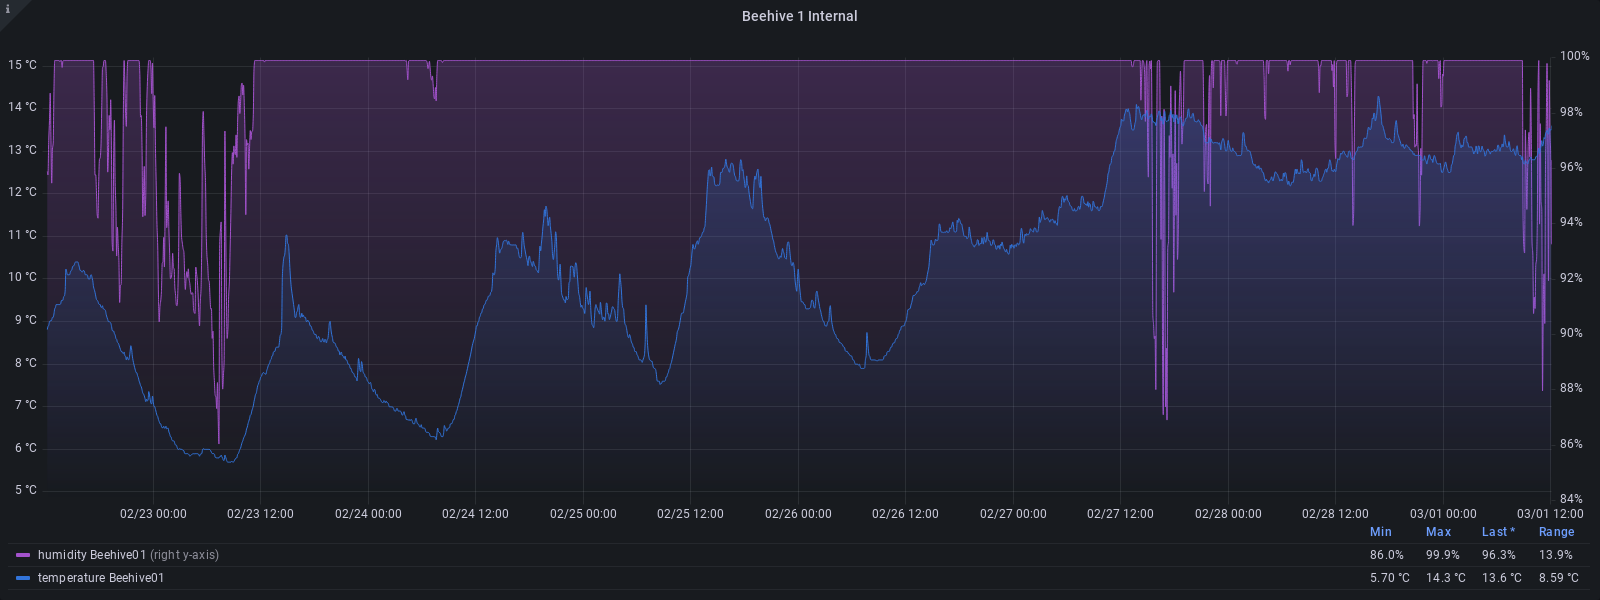 i
Beehive 1 Internal
15 °C
14 °C
13 °C
12 °C
11 °C
10 °C
9 °C
8 °C
7 °C
6 °C
5 °C
100%
98%
96%
94%
92%
90%
88%
86%
84%
02/23 00:00 02/23 12:00 02/24 00:00 02/24 12:00 02/25 00:00 02/25 12:00 02/26 00:00 02/26 12:00 02/27 00:00 02/27 12:00 02/28 00:00 02/28 12:00 03/01 00:00 03/01 12:00
Min Max Last * Range
humidity Beehive01 (right y-axis) 86.0% 99.9% 96.3% 13.9%
temperature Beehive01 5.70 °C 14.3 °C 13.6 °C 8.59 °C